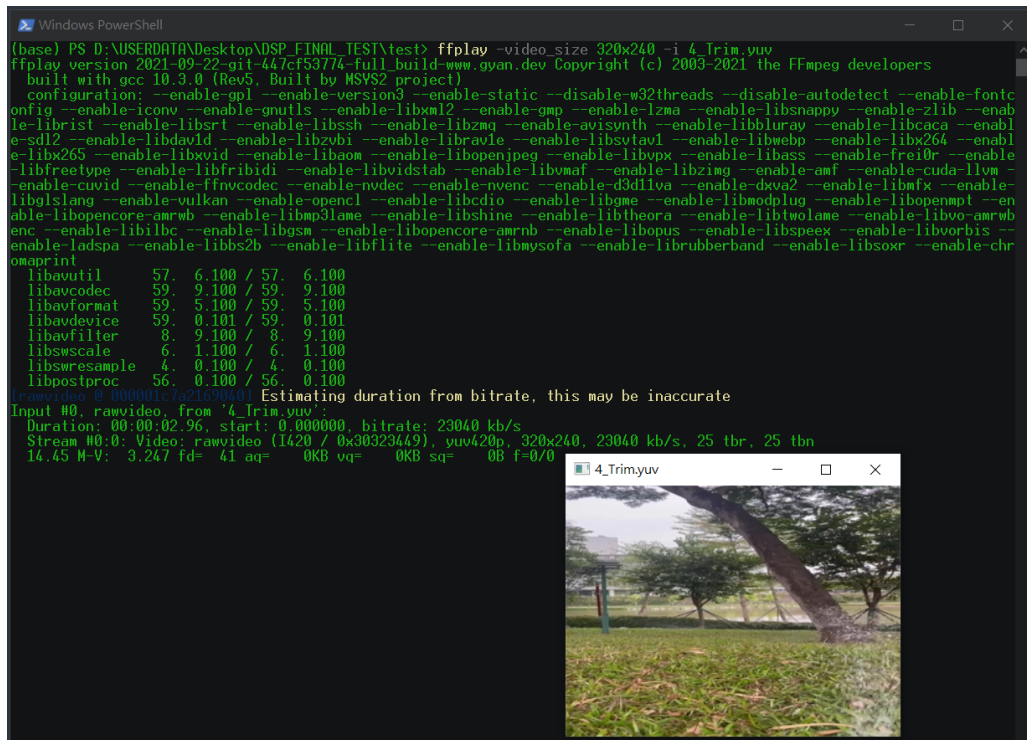 Windows PowerShell
(base) PS D:\USERDATA\Desktop\DSP_FINAL_TEST\test> ffplay -video_size 320x240 -i 4_Trim.yuv
ffplay version 2021-09-22-git-447cf53774-full_build-www.gyan.dev Copyright (c) 2003-2021 the FFmpeg developers
built with gcc 10.3.0 (Rev5, Built by MSYS2 project)
configuration: --enable-gpl --enable-version3 --enable-static --disable-w32threads --disable-autodetect --enable-fontc
onfig --enable-iconv --enable-gnutls --enable-libxml2 --enable-gmp --enable-lzma --enable-libsnappy --enable-zlib --enab
le-librist --enable-libsrt --enable-libssh --enable-libzmq --enable-avisynth --enable-libbluray --enable-libcaca --enabl
e-sdl2 --enable-libdav1d --enable-libzvbi --enable-librav1e --enable-libsvtav1 --enable-libwebp --enable-libx264 --enabl
e-libx265 --enable-libxvid --enable-libaom --enable-libopenjpeg --enable-libvpx --enable-libass --enable-frei0r --enable
-libfreetype --enable-libfribidi --enable-libvidstab --enable-libvmaf --enable-libzimg --enable-amf --enable-cuda-llvm -
-enable-cuvid --enable-ffnvcodec --enable-nvdec --enable-nvenc --enable-d3d11va --enable-dxva2 --enable-libmfx --enable-
libglslang --enable-vulkan --enable-opencl --enable-libcdio --enable-libgme --enable-libmodplug --enable-libopenmpt --en
able-libopencore-amrwb --enable-libmp3lame --enable-libshine --enable-libtheora --enable-libtwolame --enable-libvo-amrwb
enc --enable-libilbc --enable-libgsm --enable-libopencore-amrnb --enable-libopus --enable-libspeex --enable-libvorbis --
enable-ladspa --enable-libbs2b --enable-libflite --enable-libmysofa --enable-librubberband --enable-libsoxr --enable-chr
omaprint
libavutil 57. 6.100 / 57. 6.100
libavcodec 59. 9.100 / 59. 9.100
libavformat 59. 5.100 / 59. 5.100
libavdevice 59. 0.101 / 59. 0.101
libavfilter 8. 9.100 / 8. 9.100
libswscale 6. 1.100 / 6. 1.100
libswresample 4. 0.100 / 4. 0.100
libpostproc 56. 0.100 / 56. 0.100
[rawvideo @ 000001c7a2169040] Estimating duration from bitrate, this may be inaccurate
Input #0, rawvideo, from '4_Trim.yuv':
Duration: 00:00:02.96, start: 0.000000, bitrate: 23040 kb/s
Stream #0:0: Video: rawvideo (I420 / 0x30323449), yuv420p, 320x240, 23040 kb/s, 25 tbr, 25 tbn
14.45 M-V: 3.247 fd= 41 aq= 0KB vq= 0KB sq= 0B f=0/0
4_Trim.yuv